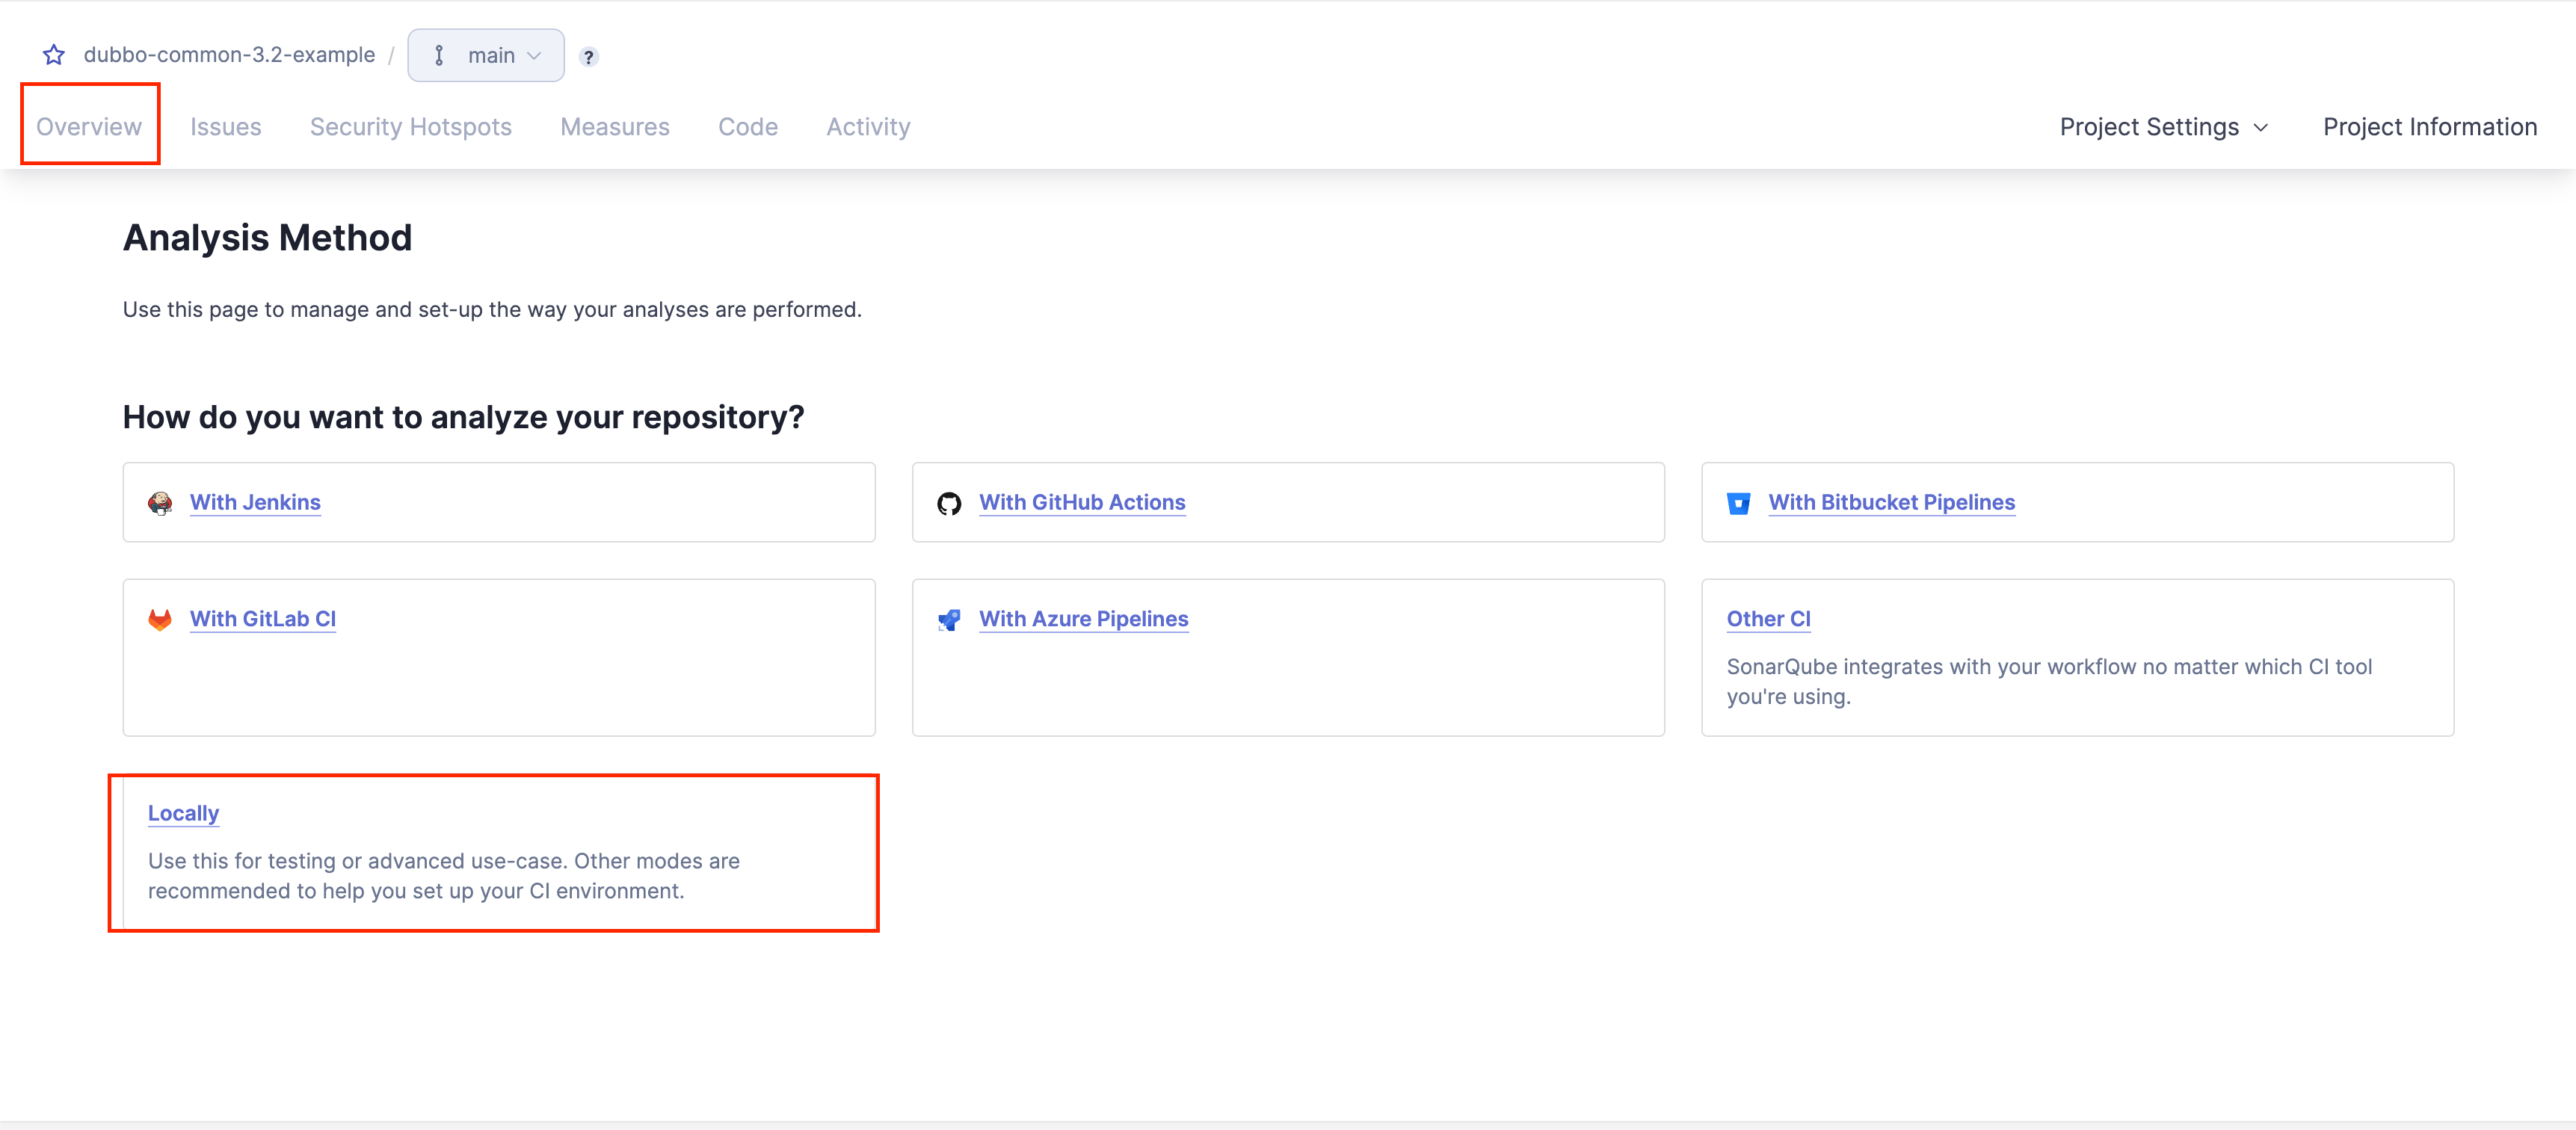 dubbo-common-3.2-example / main ?
Overview Issues Security Hotspots Measures Code Activity Project Settings Project Information
Analysis Method
Use this page to manage and set-up the way your analyses are performed.
How do you want to analyze your repository?
With Jenkins
With GitHub Actions
With Bitbucket Pipelines
With GitLab CI
With Azure Pipelines
Other CI
SonarQube integrates with your workflow no matter which CI tool
you're using.
Locally
Use this for testing or advanced use-case. Other modes are
recommended to help you set up your CI environment.